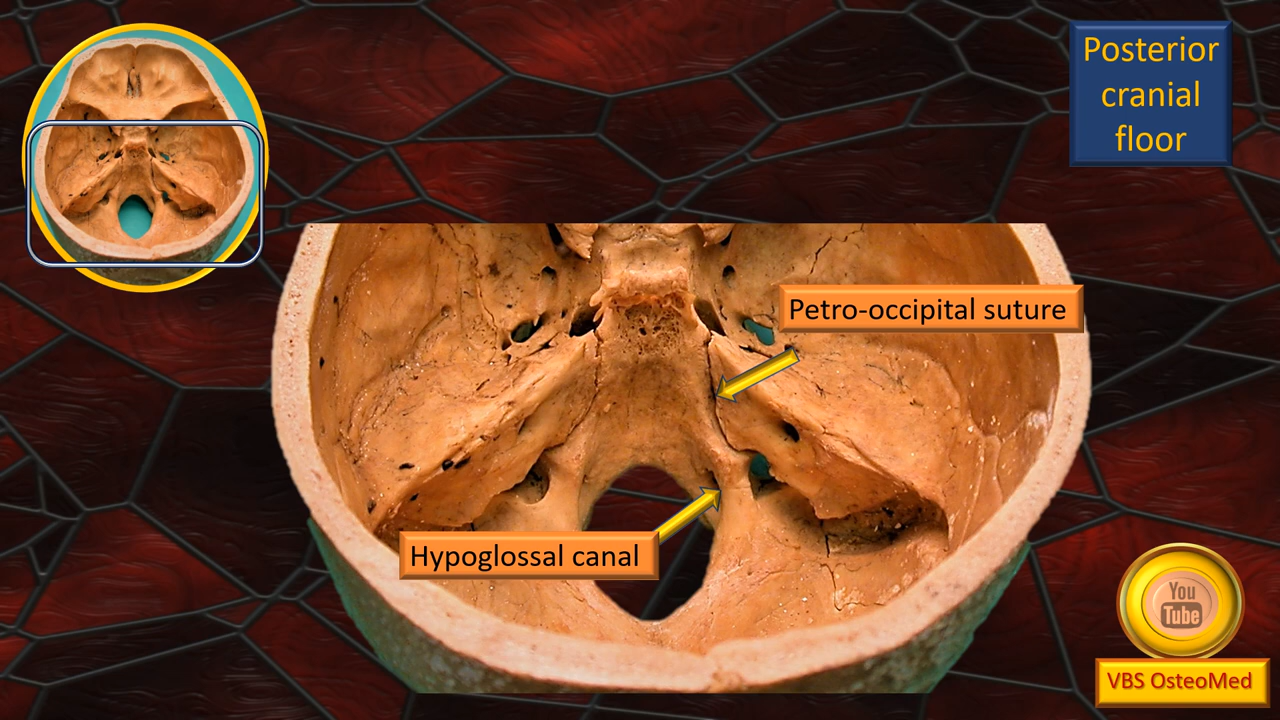 Posterior
cranial
floor
Petro-occipital suture
Hypoglossal canal
You
Tube
VBS OsteoMed